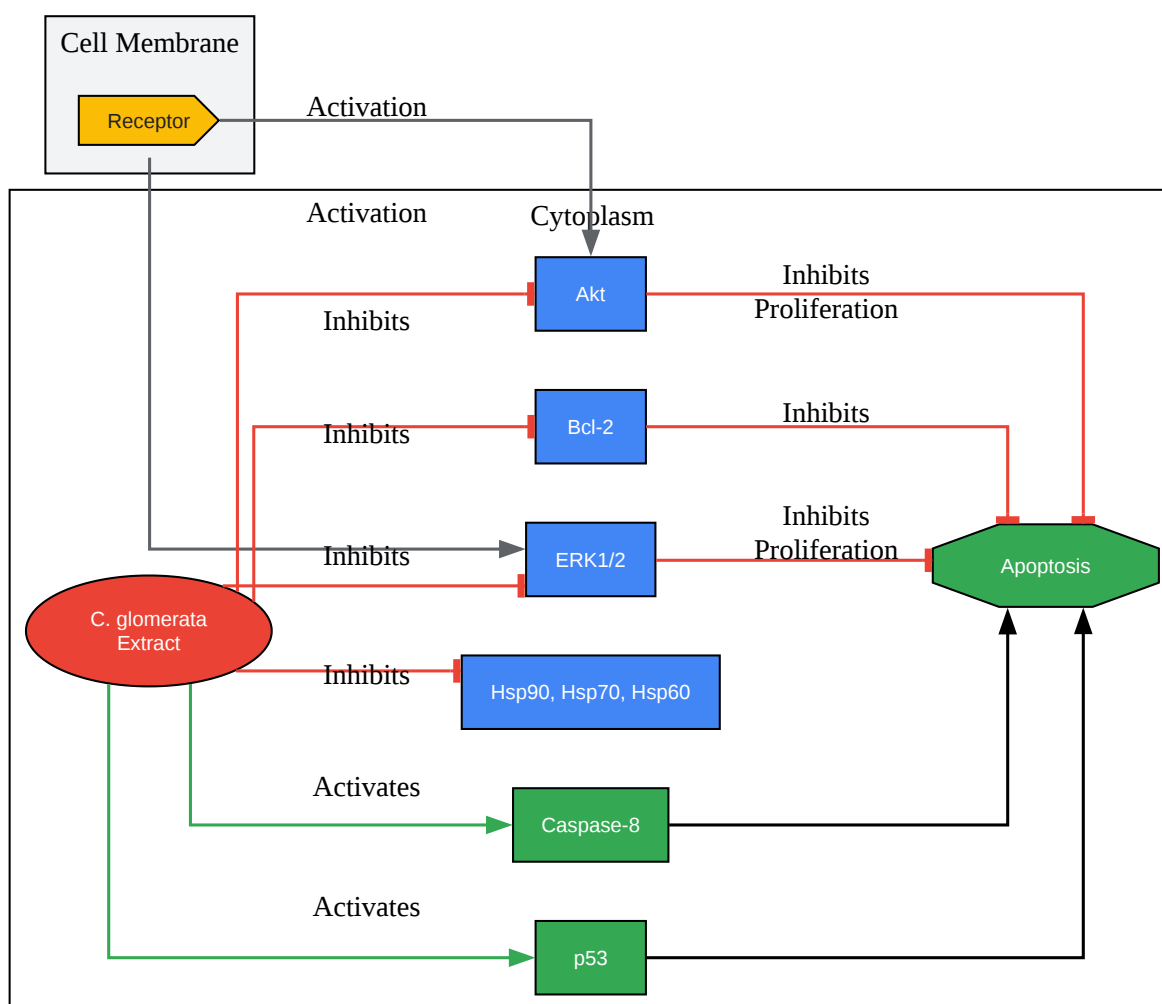 Cell Membrane
Receptor
Activation
Activation
Cytoplasm
Akt
Inhibits
Proliferation
Inhibits
Bcl-2
Inhibits
Inhibits
ERK1/2
Inhibits
Proliferation
Inhibits
Apoptosis
C. glomerata
Extract
Inhibits
Hsp90, Hsp70, Hsp60
Activates
Caspase-8
Activates
p53